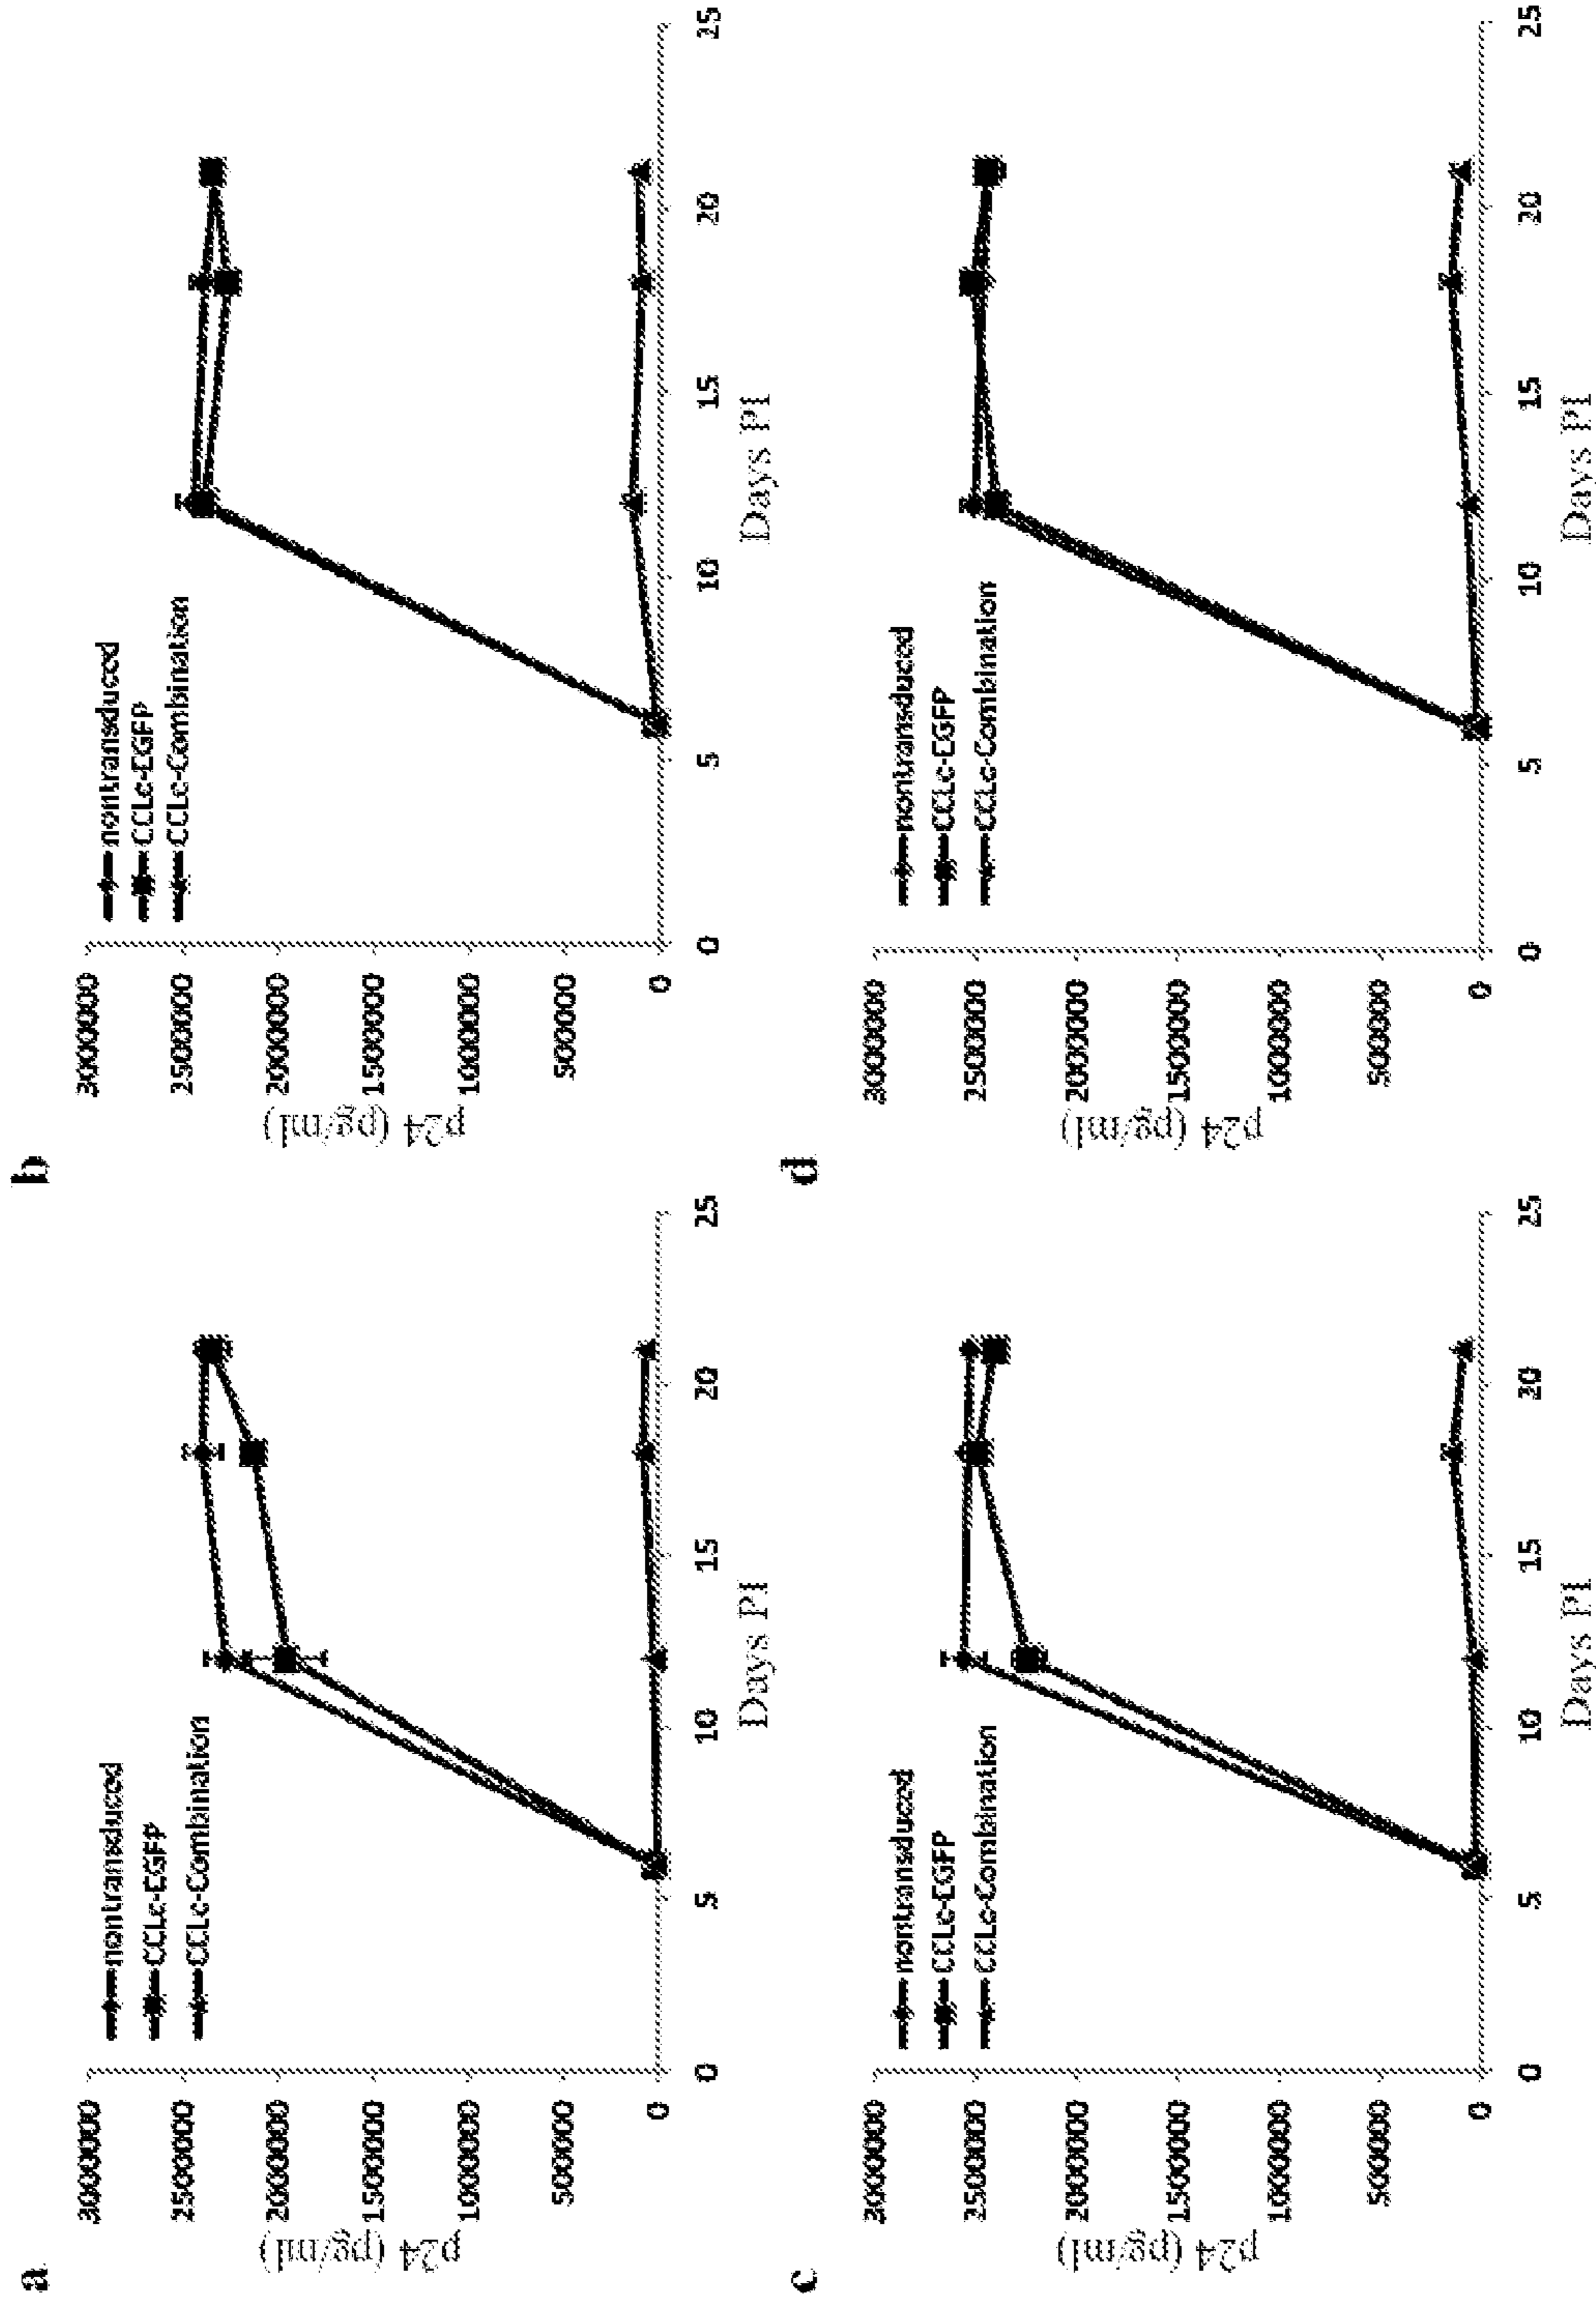 a
p24 (pg/ml)
3000000
2500000
2000000
1500000
1000000
500000
0
nontransduced
CCLc-EGFP
CCLc-Combination
0 5 10 15 20 25
Days PI
b
p24 (pg/ml)
3000000
2500000
2000000
1500000
1000000
500000
0
nontransduced
CCLc-EGFP
CCLc-Combination
0 5 10 15 20 25
Days PI
c
p24 (pg/ml)
3000000
2500000
2000000
1500000
1000000
500000
0
nontransduced
CCLc-EGFP
CCLc-Combination
0 5 10 15 20 25
Days PI
d
p24 (pg/ml)
3000000
2500000
2000000
1500000
1000000
500000
0
nontransduced
CCLc-EGFP
CCLc-Combination
0 5 10 15 20 25
Days PI